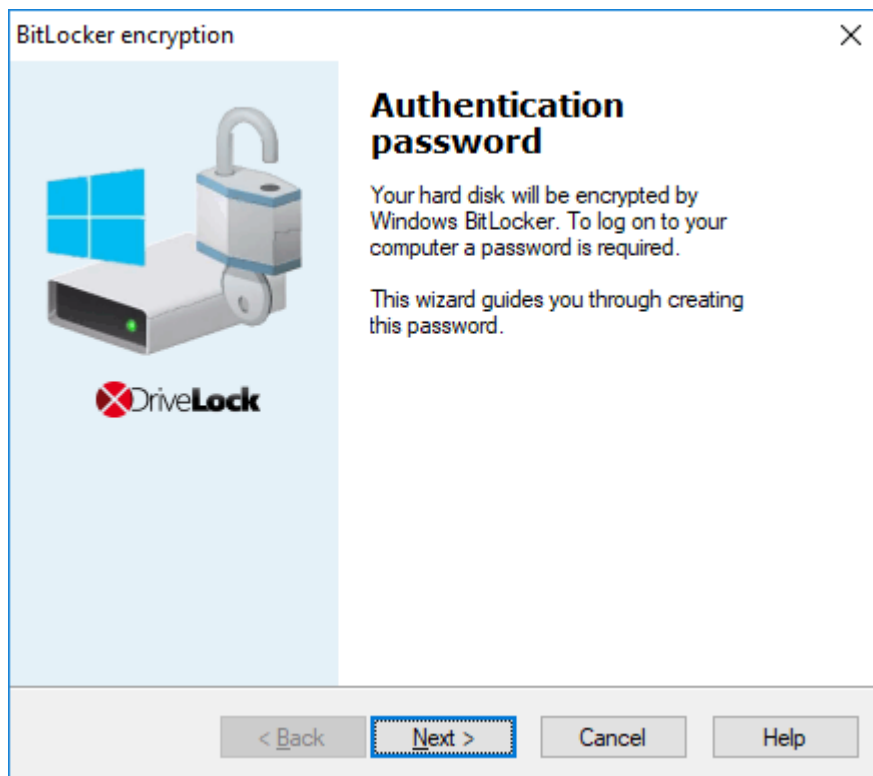 BitLocker encryption
Authentication
password
Your hard disk will be encrypted by
Windows BitLocker. To log on to your
computer a password is required.
This wizard guides you through creating
this password.
DriveLock
< Back
Next >
Cancel
Help